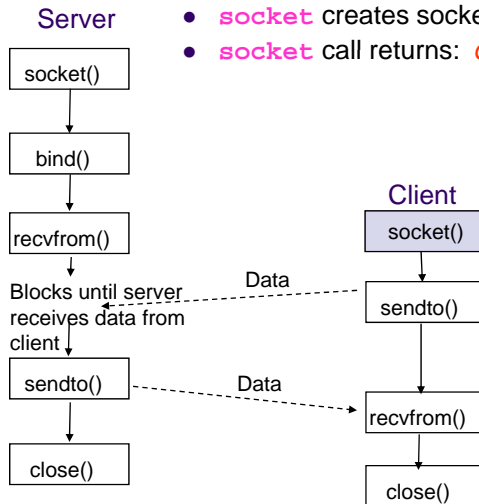 Server
• socket creates socke
• socket call returns:
socket()
bind()
recvfrom()
Blocks until server
receives data from
client
sendto()
close()
Data
Data
Client
socket()
sendto()
recvfrom()
close()